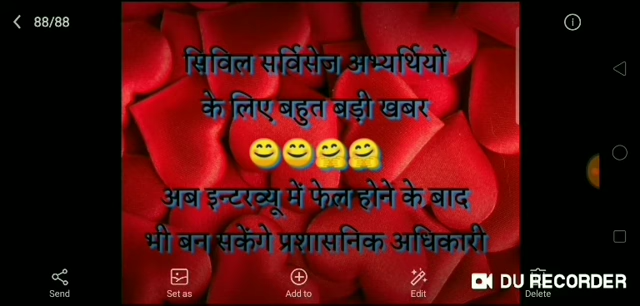 88/88
सिविल सर्विसेज अभ्यर्थियों
के लिए बहुत बड़ी खबर
😊😊🤗🤗
अब इन्टरव्यू में फेल होने के बाद
भी बन सकेंगे प्रशासनिक अधिकारी
Send Set as Add to Edit Delete
DU RECORDER